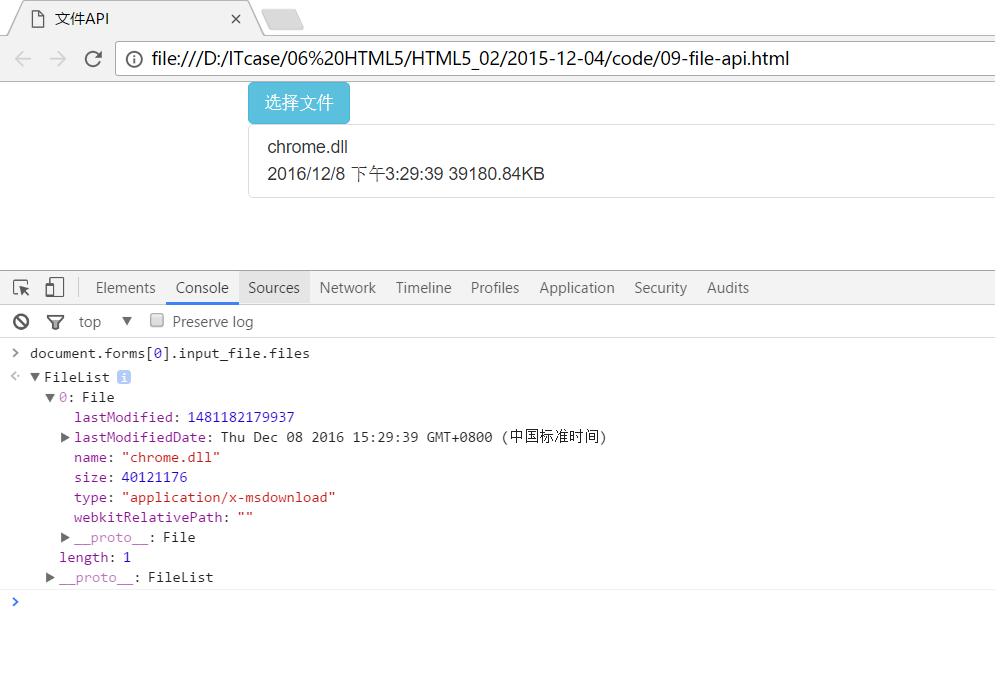 文件API
file:///D:/ITcase/06%20HTML5/HTML5_02/2015-12-04/code/09-file-api.html
选择文件
chrome.dll
2016/12/8 下午3:29:39 39180.84KB
Elements Console Sources Network Timeline Profiles Application Security Audits
top Preserve log
document.forms[0].input_file.files
FileList
0: File
lastModified: 1481182179937
lastModifiedDate: Thu Dec 08 2016 15:29:39 GMT+0800 (中国标准时间)
name: "chrome.dll"
size: 40121176
type: "application/x-msdownload"
webkitRelativePath: ""
__proto__: File
length: 1
__proto__: FileList